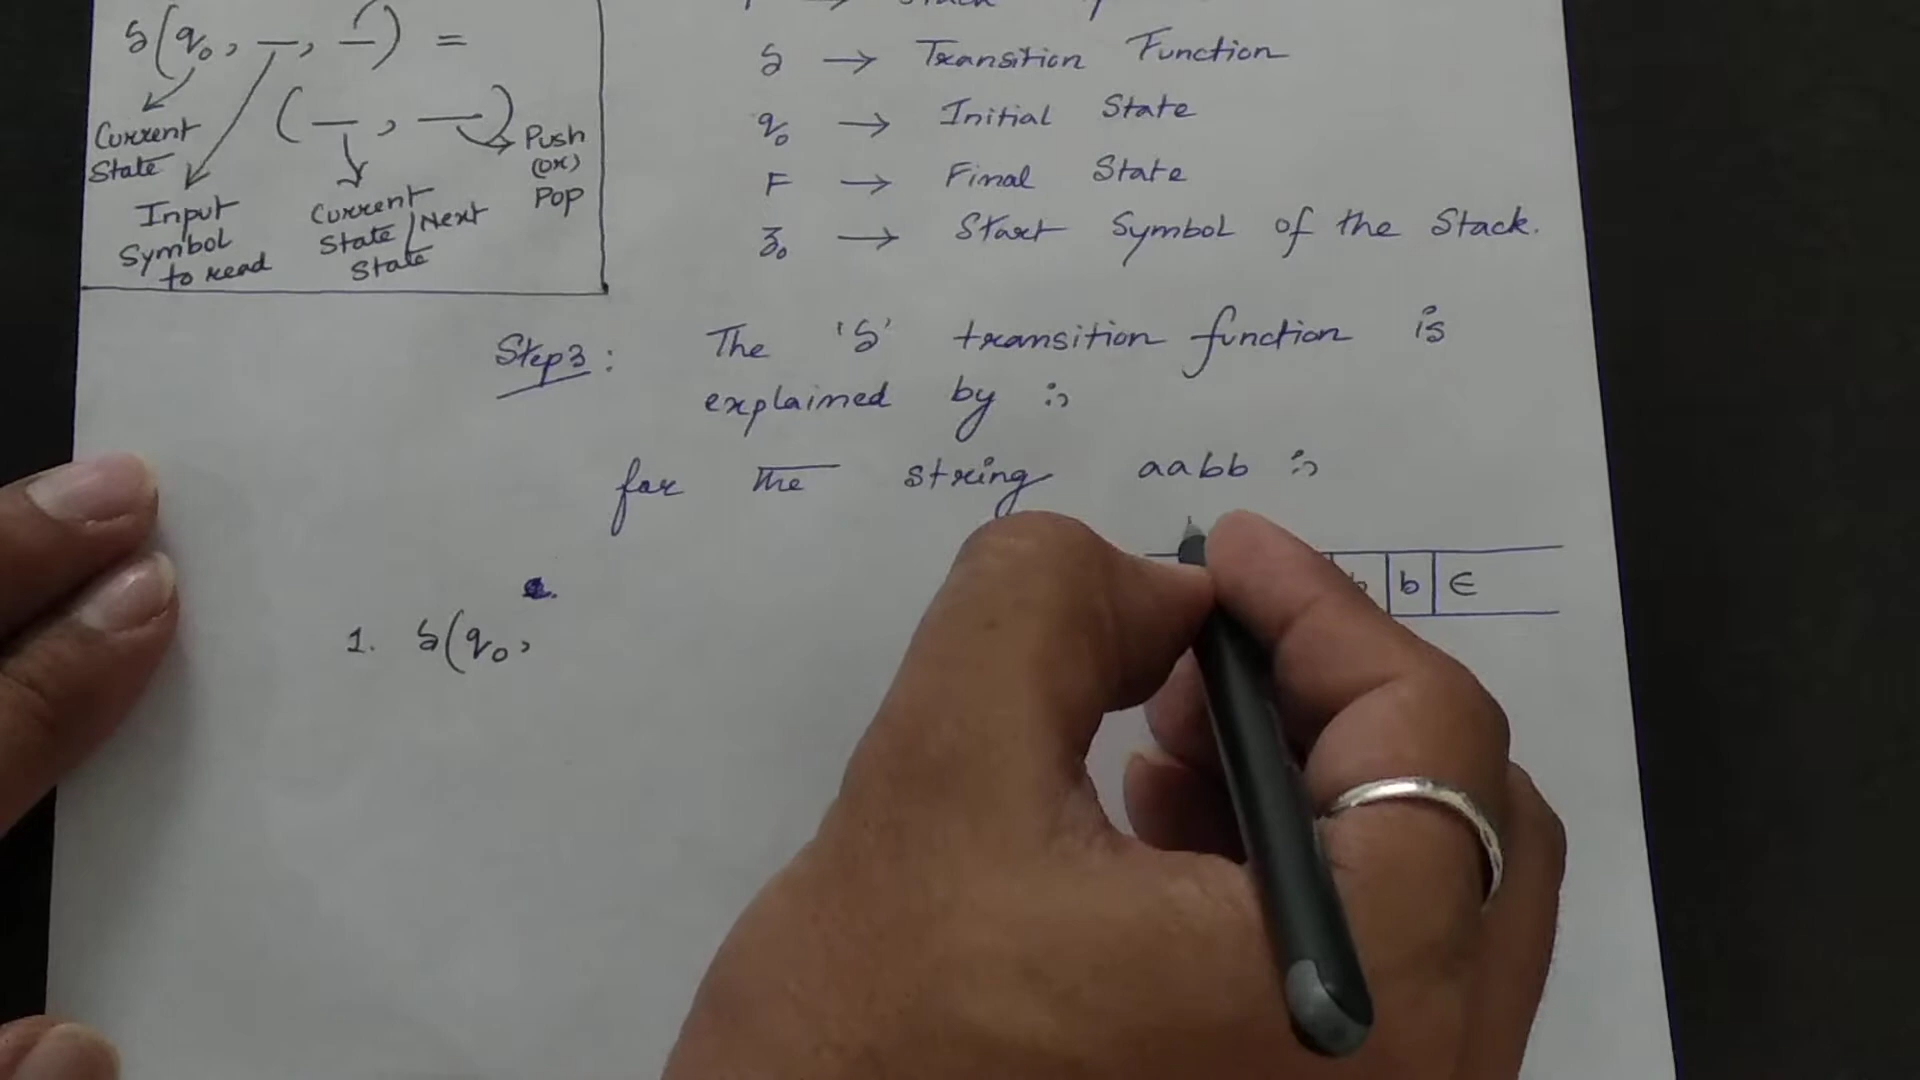 δ(q₀, —, —) =
(—, —)
Current
State
Input
Symbol
to read
Current
State/Next
State
Push
(or)
Pop
δ → Transition Function
q₀ → Initial State
F → Final State
z₀ → Start Symbol of the Stack.
Step3: The 'δ' transition function is
explained by :-
for the string aabb :-
b ∈
1. δ(q₀,